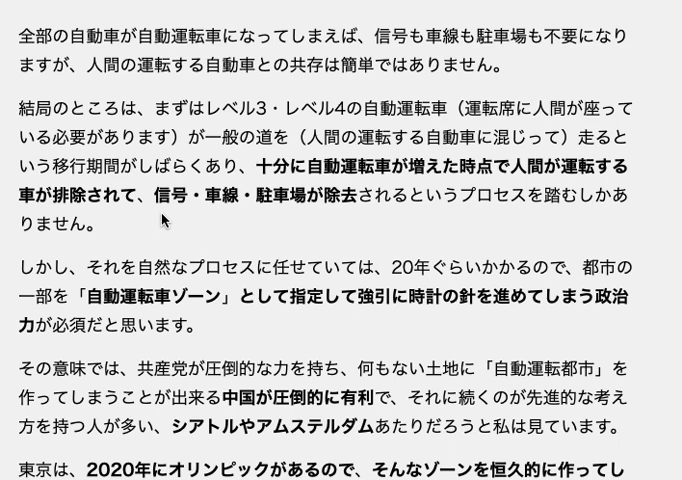 全部の自動車が自動運転車になってしまえば、信号も車線も駐車場も不要になり
ますが、人間の運転する自動車との共存は簡単ではありません。
結局のところは、まずはレベル3・レベル4の自動運転車（運転席に人間が座って
いる必要があります）が一般の道を（人間の運転する自動車に混じって）走ると
いう移行期間がしばらくあり、十分に自動運転車が増えた時点で人間が運転する
車が排除されて、信号・車線・駐車場が除去されるというプロセスを踏むしかあ
りません。
しかし、それを自然なプロセスに任せていては、20年ぐらいかかるので、都市の
一部を「自動運転車ゾーン」として指定して強引に時計の針を進めてしまう政治
力が必須だと思います。
その意味では、共産党が圧倒的な力を持ち、何もない土地に「自動運転都市」を
作ってしまうことが出来る中国が圧倒的に有利で、それに続くのが先進的な考え
方を持つ人が多い、シアトルやアムステルダムあたりだろうと私は見ています。
東京は、2020年にオリンピックがあるので、そんなゾーンを恒久的に作ってし